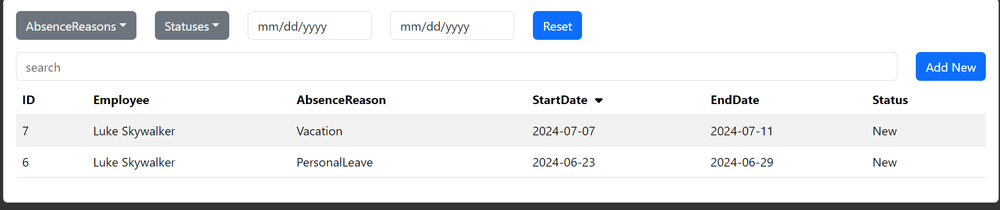 AbsenceReasons Statuses mm/dd/yyyy mm/dd/yyyy Reset
search Add New
ID Employee AbsenceReason StartDate EndDate Status
7 Luke Skywalker Vacation 2024-07-07 2024-07-11 New
6 Luke Skywalker PersonalLeave 2024-06-23 2024-06-29 New